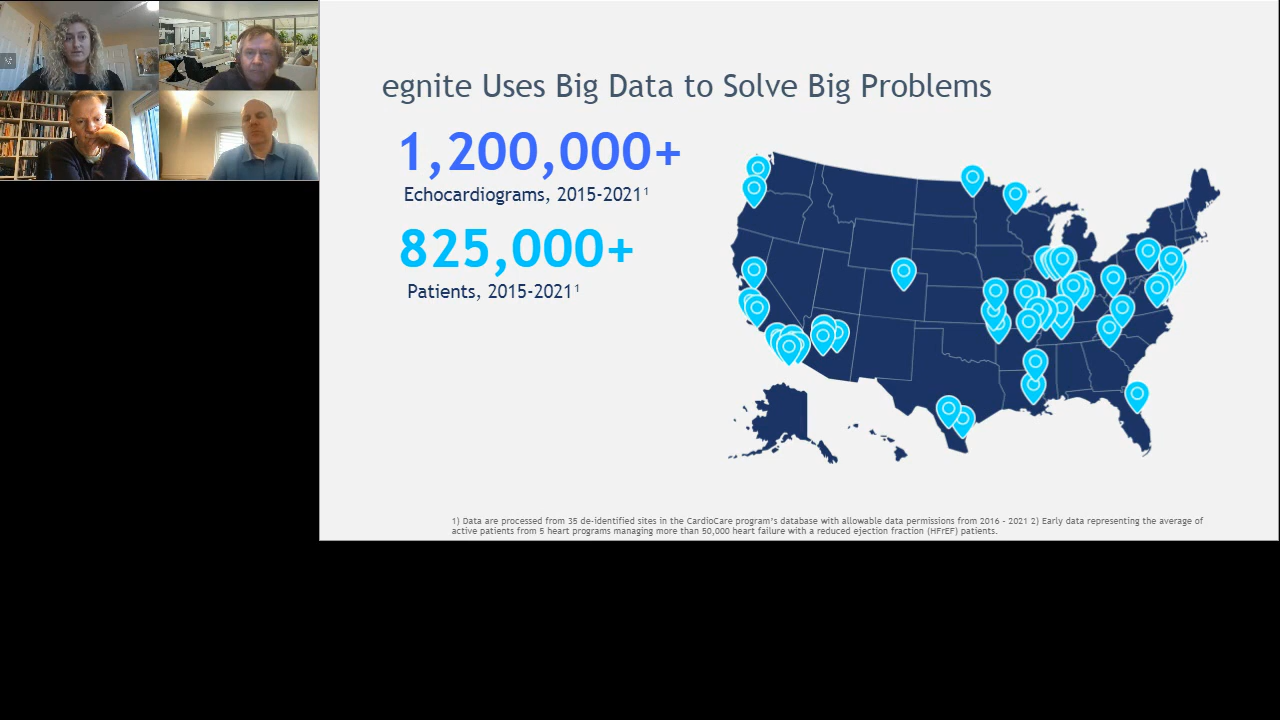 egnite Uses Big Data to Solve Big Problems
1,200,000+
Echocardiograms, 2015-2021¹
825,000+
Patients, 2015-2021¹
1) Data are processed from 35 de-identified sites in the CardioCare program's database with allowable data permissions from 2016 - 2021 2) Early data representing the average of
active patients from 5 heart programs managing more than 50,000 heart failure with a reduced ejection fraction (HFrEF) patients.